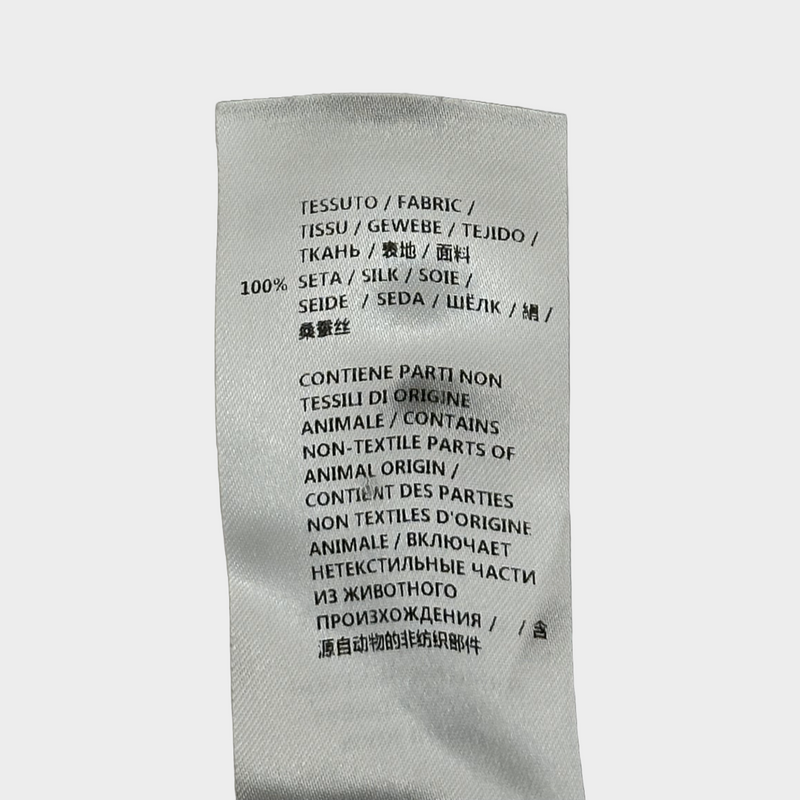 TESSUTO / FABRIC /
TISSU / GEWEBE / TEJIDO /
ТКАНЬ / 表地 / 面料
100% SETA / SILK / SOIE /
SEIDE / SEDA / ШЁЛК / 絹 /
桑蚕丝
CONTIENE PARTI NON
TESSILI DI ORIGINE
ANIMALE / CONTAINS
NON-TEXTILE PARTS OF
ANIMAL ORIGIN /
CONTIENT DES PARTIES
NON TEXTILES D'ORIGINE
ANIMALE / ВКЛЮЧАЕТ
НЕТЕКСТИЛЬНЫЕ ЧАСТИ
ИЗ ЖИВОТНОГО
ПРОИЗХОЖДЕНИЯ / / 含
源自动物的非纺织部件